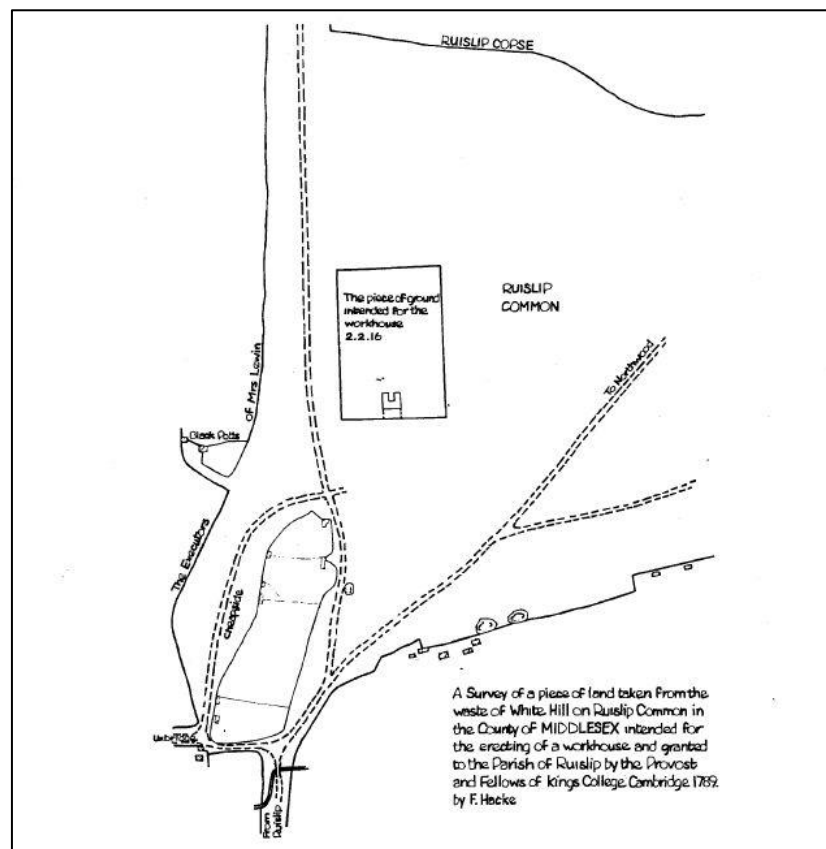 RUISLIP COPSE
The piece of ground
intended for the
workhouse
2.2.16
RUISLIP
COMMON
To Northwood
of Mrs Lewin
Black Potts
The Executors
Cheapside
From
Ruislip
A Survey of a piece of land taken from the
waste of White Hill on Ruislip Common in
the County of MIDDLESEX intended for
the erecting of a workhouse and granted
to the Parish of Ruislip by the Provost
and Fellows of Kings College Cambridge 1789.
by F. Hacke